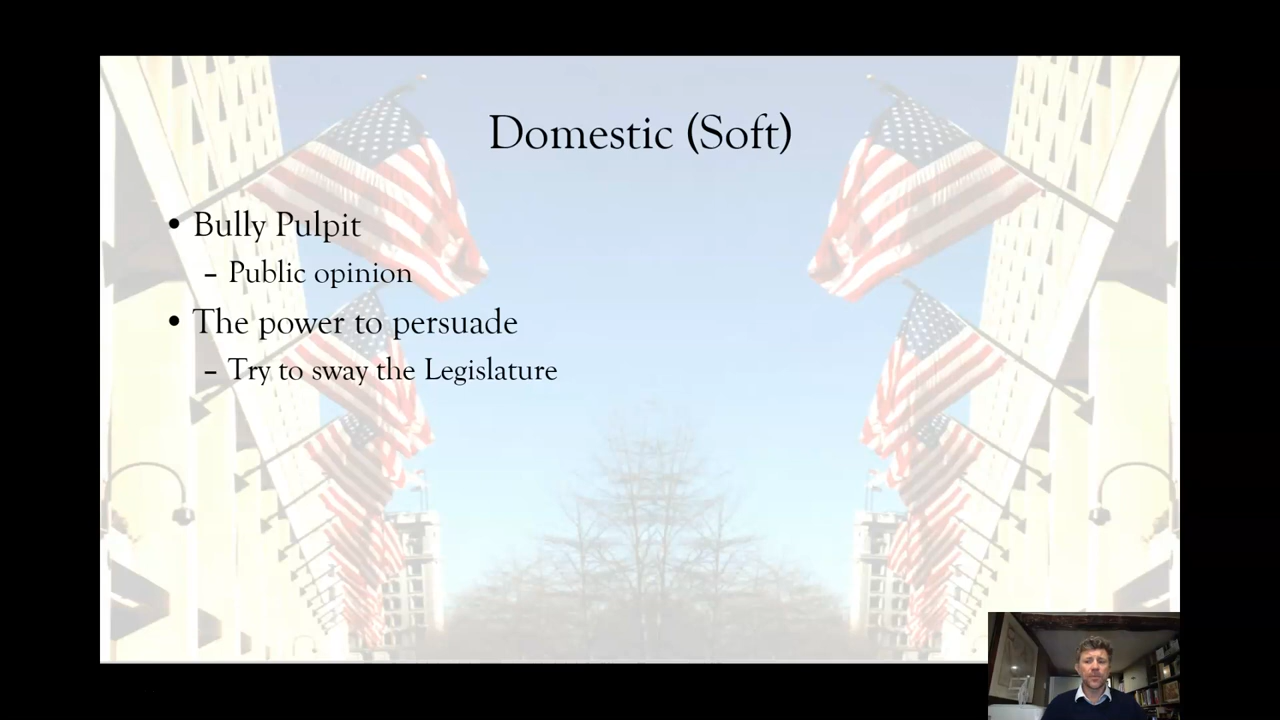 Domestic (Soft)
• Bully Pulpit
– Public opinion
• The power to persuade
– Try to sway the Legislature